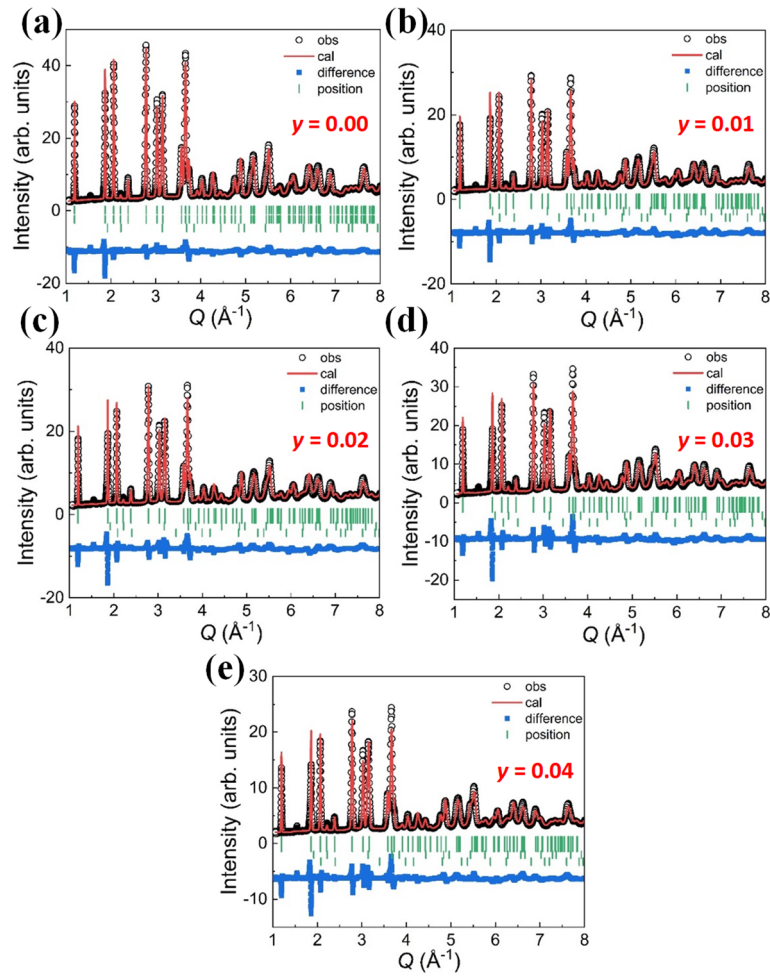 (a)
50
40
30
20
10
0
-10
-20
Intensity (arb. units)
obs
cal
difference
position
y = 0.00
1 2 3 4 5 6 7 8
Q (Å-1)
(b)
40
20
0
-20
Intensity (arb. units)
obs
cal
difference
position
y = 0.01
1 2 3 4 5 6 7 8
Q (Å-1)
(c)
40
20
0
-20
Intensity (arb. units)
obs
cal
difference
position
y = 0.02
1 2 3 4 5 6 7 8
Q (Å-1)
(d)
40
30
20
10
0
-10
-20
Intensity (arb. units)
obs
cal
difference
position
y = 0.03
1 2 3 4 5 6 7 8
Q (Å-1)
(e)
30
20
10
0
-10
Intensity (arb. units)
obs
cal
difference
position
y = 0.04
1 2 3 4 5 6 7 8
Q (Å-1)